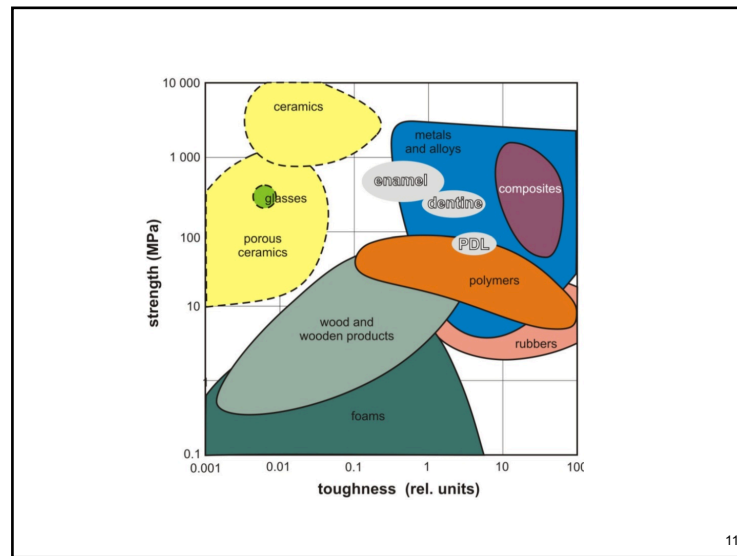 10 000
1 000
100
10
1
0.1
strength (MPa)
ceramics
glasses
porous
ceramics
metals
and alloys
enamel
dentine
composites
PDL
polymers
wood and
wooden products
rubbers
foams
0.001
0.01
0.1
1
10
100
toughness (rel. units)
11